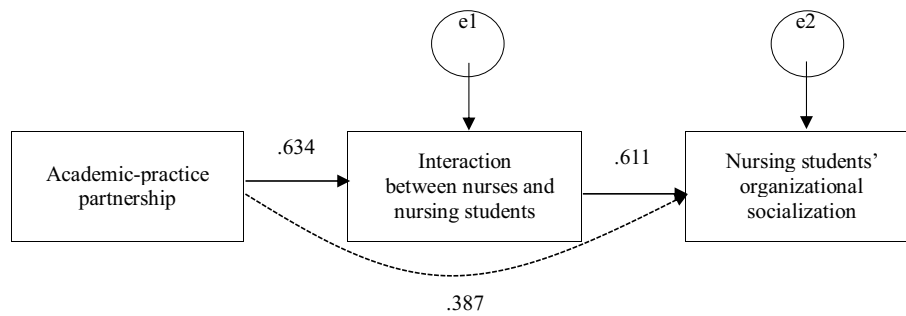 e1
e2
.634
.611
Academic-practice
partnership
Interaction
between nurses and
nursing students
Nursing students’
organizational
socialization
.387